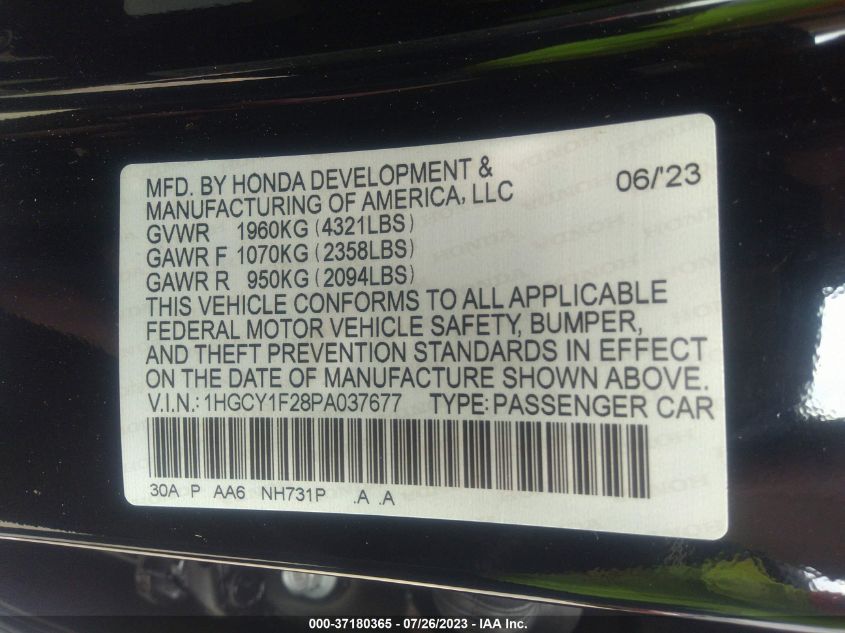 MFD. BY HONDA DEVELOPMENT & 06/'23
MANUFACTURING OF AMERICA, LLC
GVWR 1960KG (4321LBS)
GAWR F 1070KG (2358LBS)
GAWR R 950KG (2094LBS)
THIS VEHICLE CONFORMS TO ALL APPLICABLE
FEDERAL MOTOR VEHICLE SAFETY, BUMPER,
AND THEFT PREVENTION STANDARDS IN EFFECT
ON THE DATE OF MANUFACTURE SHOWN ABOVE.
V.I.N.: 1HGCY1F28PA037677 TYPE: PASSENGER CAR
30A P AA6 NH731P .A .A
000-37180365 - 07/26/2023 - IAA Inc.